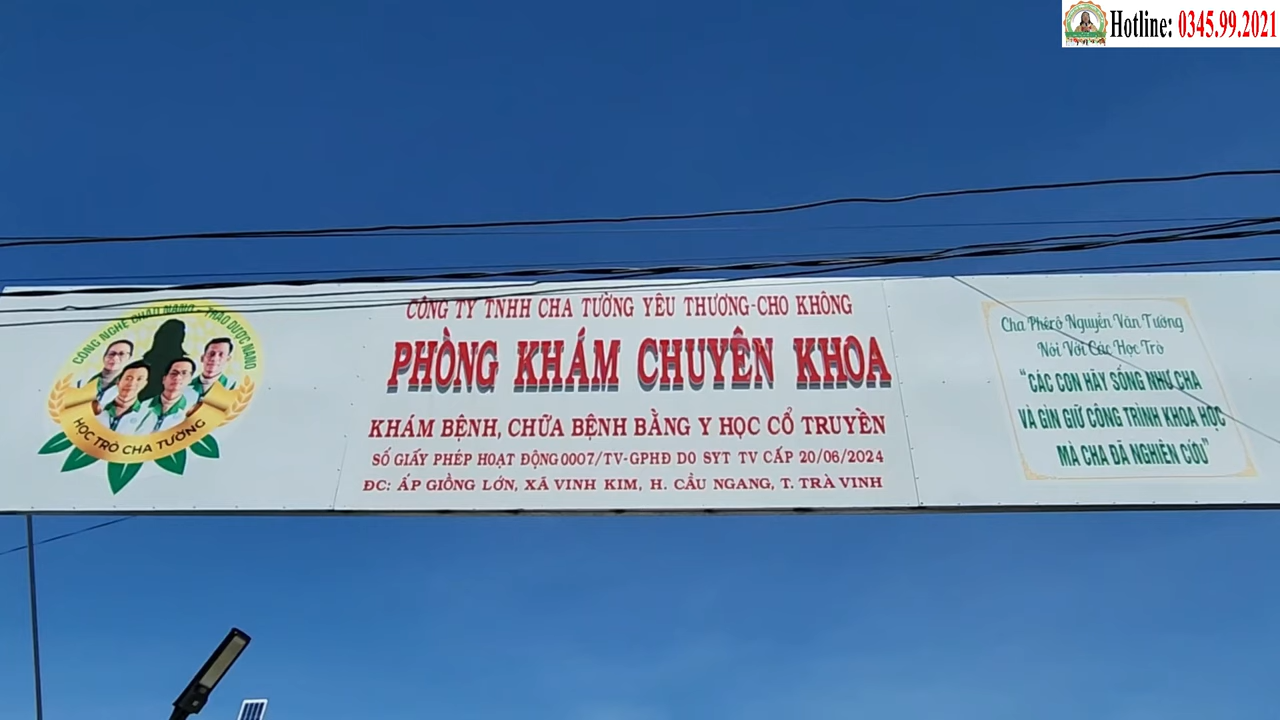 Hotline: 0345.99.2021
CÔNG NGHỆ CHÂU NANO - THẢO DƯỢC NANO
HỌC TRÒ CHA TƯỜNG
CÔNG TY TNHH CHA TƯỜNG YÊU THƯƠNG-CHO KHÔNG
PHÒNG KHÁM CHUYÊN KHOA
KHÁM BỆNH, CHỮA BỆNH BẰNG Y HỌC CỔ TRUYỀN
SỐ GIẤY PHÉP HOẠT ĐỘNG 0007/TV-GPHĐ DO SYT TV CẤP 20/06/2024
ĐC: ẤP GIỒNG LỚN, XÃ VINH KIM, H. CẦU NGANG, T. TRÀ VINH
Cha Phêrô Nguyễn Văn Tường
Nói Với Các Học Trò
"CÁC CON HÃY SỐNG NHƯ CHA
VÀ GÌN GIỮ CÔNG TRÌNH KHOA HỌC
MÀ CHA ĐÃ NGHIÊN CỨU"